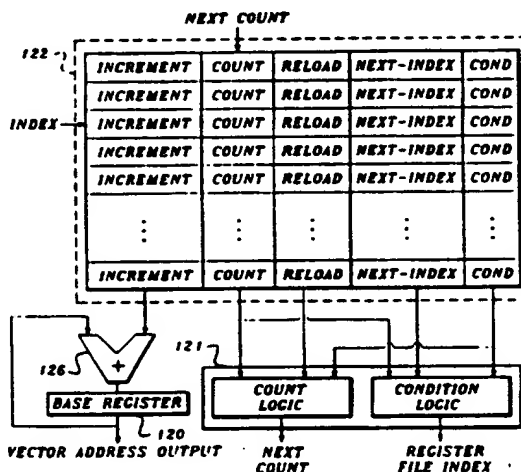 NEXT COUNT
122
INCREMENT COUNT RELOAD NEXT-INDEX COND
INCREMENT COUNT RELOAD NEXT-INDEX COND
INDEX INCREMENT COUNT RELOAD NEXT-INDEX COND
INCREMENT COUNT RELOAD NEXT-INDEX COND
INCREMENT COUNT RELOAD NEXT-INDEX COND
INCREMENT COUNT RELOAD NEXT-INDEX COND
126
+
121
COUNT LOGIC
CONDITION LOGIC
BASE REGISTER
120
VECTOR ADDRESS OUTPUT
NEXT COUNT
REGISTER FILE INDEX